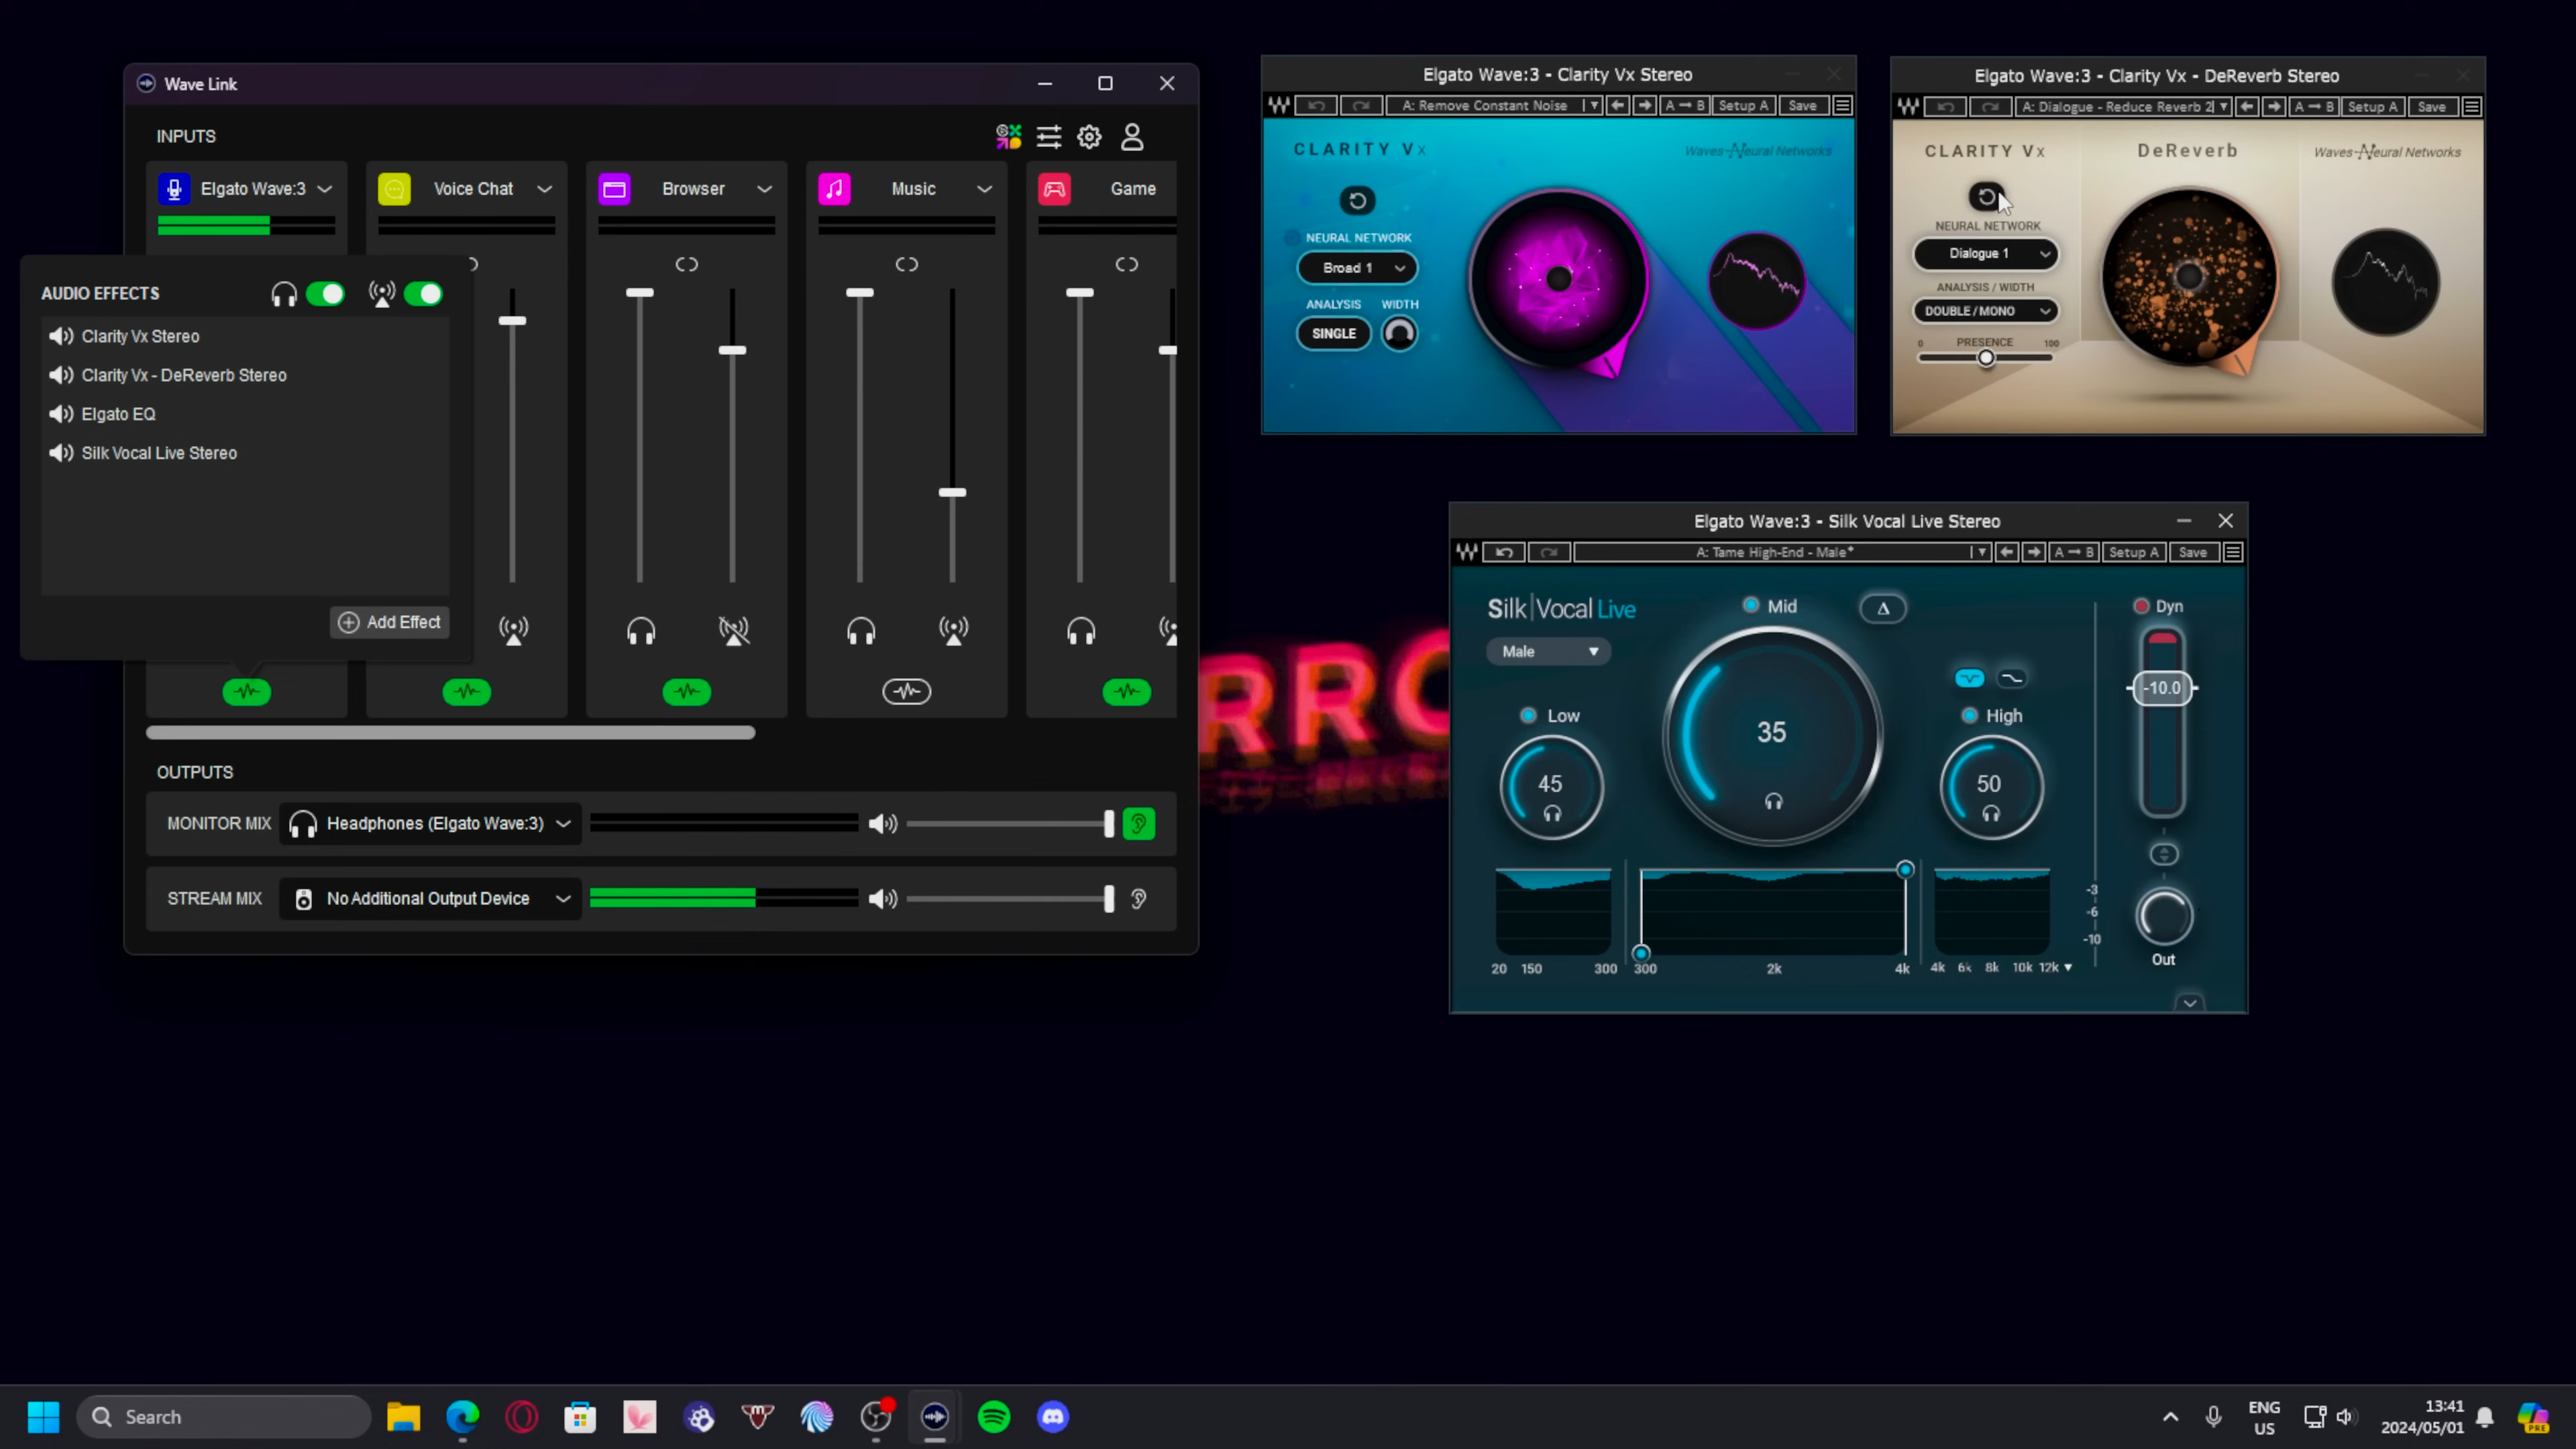 Wave Link
INPUTS
Elgato Wave:3
Voice Chat
Browser
Music
Game
AUDIO EFFECTS
Clarity Vx Stereo
Clarity Vx - DeReverb Stereo
Elgato EQ
Silk Vocal Live Stereo
Add Effect
OUTPUTS
MONITOR MIX
Headphones (Elgato Wave:3)
STREAM MIX
No Additional Output Device
Elgato Wave:3 - Clarity Vx Stereo
A: Remove Constant Noise
A → B
Setup A
Save
CLARITY Vx
Waves Neural Networks
NEURAL NETWORK
Broad 1
ANALYSIS WIDTH
SINGLE
Elgato Wave:3 - Clarity Vx - DeReverb Stereo
A: Dialogue - Reduce Reverb 2
A → B
Setup A
Save
CLARITY Vx
DeReverb
Waves Neural Networks
NEURAL NETWORK
Dialogue 1
ANALYSIS / WIDTH
DOUBLE / MONO
0 PRESENCE 100
Elgato Wave:3 - Silk Vocal Live Stereo
A: Tame High-End - Male*
A → B
Setup A
Save
Silk Vocal Live
Mid
Δ
Dyn
Male
-10.0
Low
35
High
45
50
-3
-6
-10
Out
20 150 300
300 2k 4k
4k 6k 8k 10k 12k
RRO
Search
ENG
US
13:41
2024/05/01
PRE